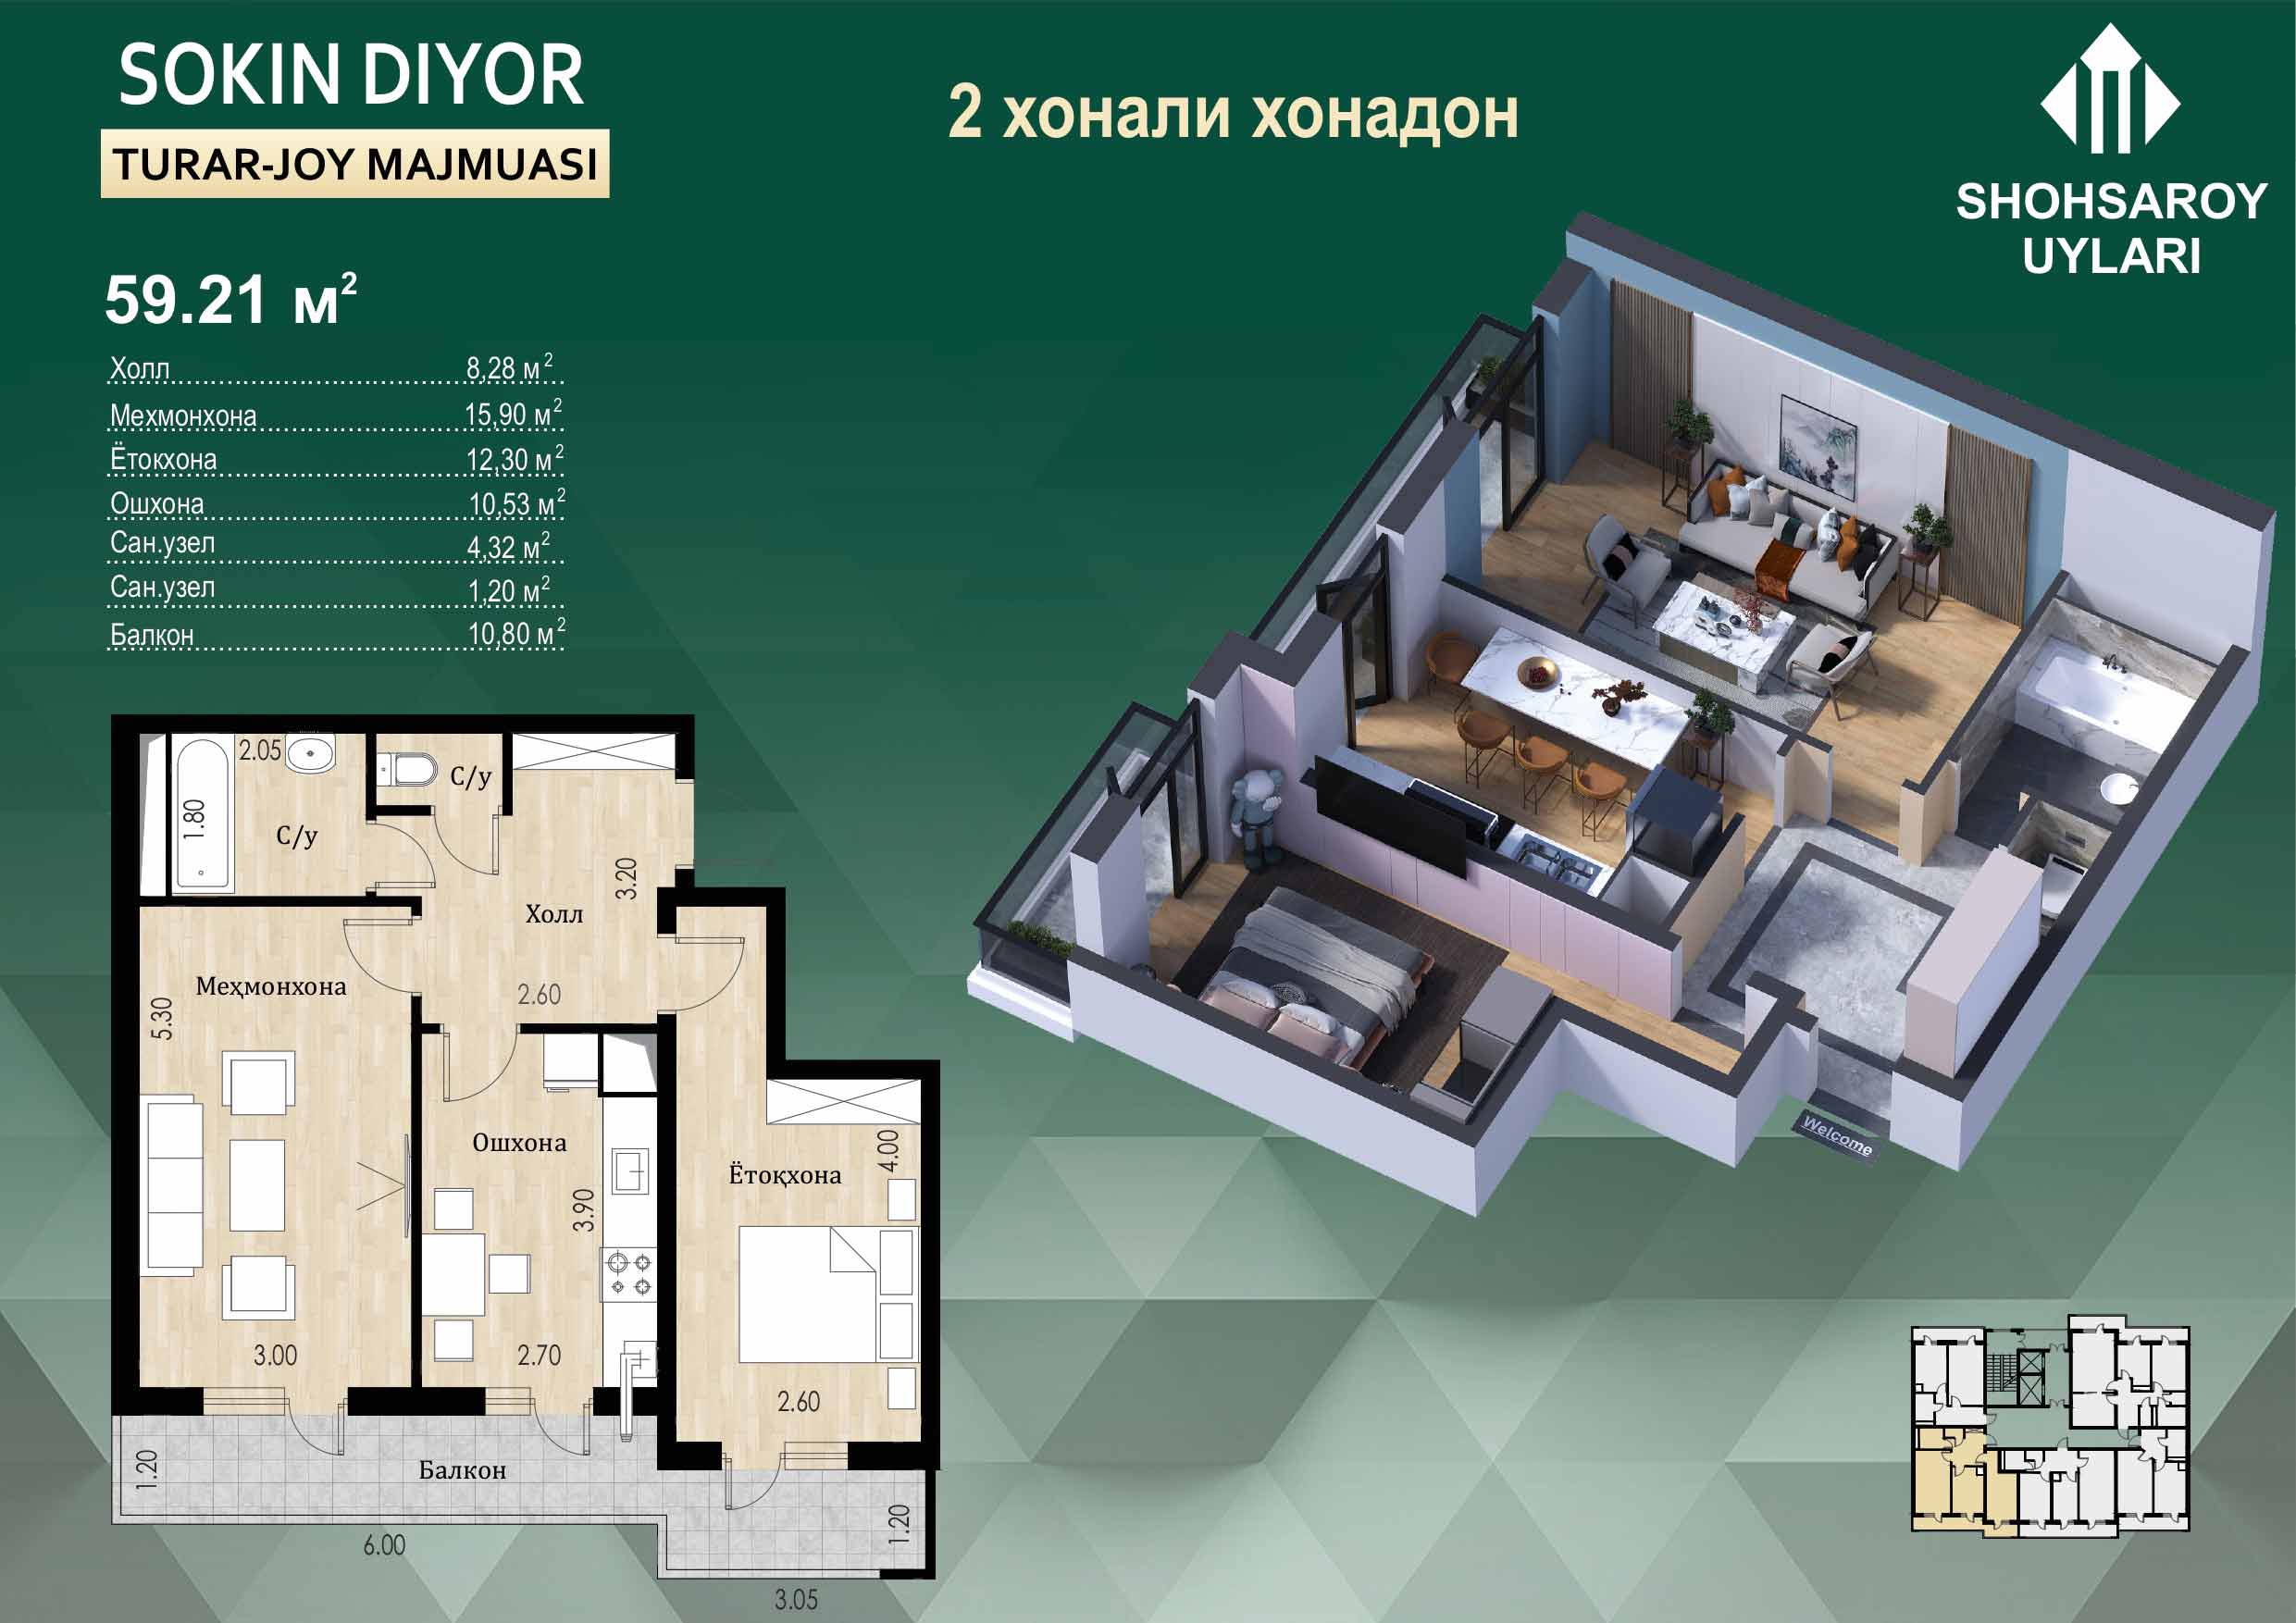 SOKIN DIYOR
TURAR-JOY MAJMUASI
2 хонали хонадон
SHOHSAROY
UYLARI
59.21 м²
Холл 8,28 м²
Мехмонхона 15,90 м²
Ётокхона 12,30 м²
Ошхона 10,53 м²
Сан.узел 4,32 м²
Сан.узел 1,20 м²
Балкон 10,80 м²
2.05
С/у
1.80
С/у
3.20
Холл
2.60
Меҳмонхона
5.30
Ошхона
3.90
Ётоқхона
4.00
3.00
2.70
2.60
1.20
Балкон
1.20
6.00
3.05
Welcome